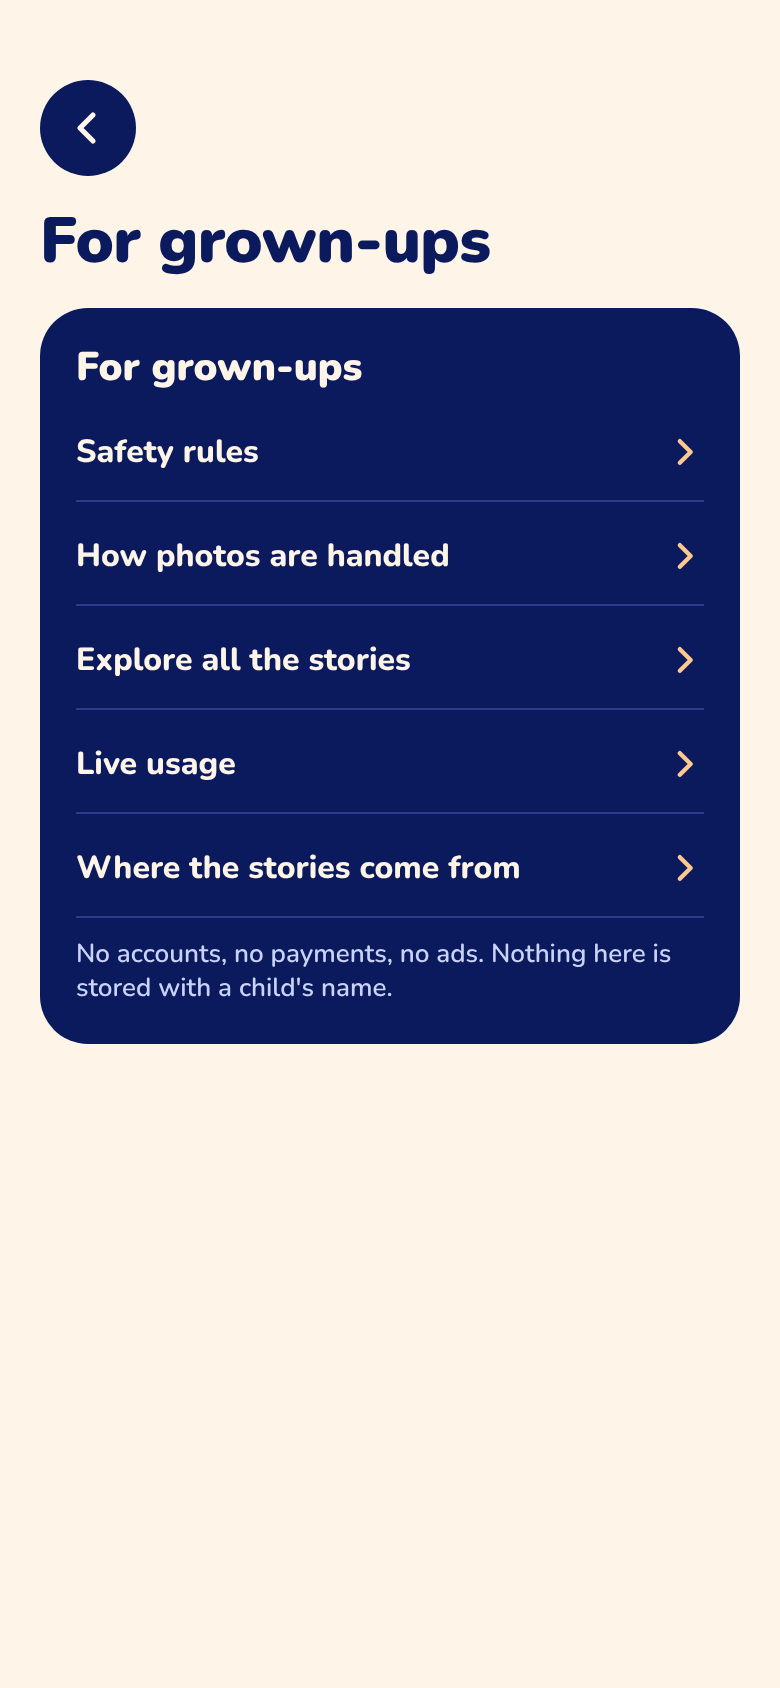 For grown-ups
For grown-ups
Safety rules
How photos are handled
Explore all the stories
Live usage
Where the stories come from
No accounts, no payments, no ads. Nothing here is
stored with a child's name.